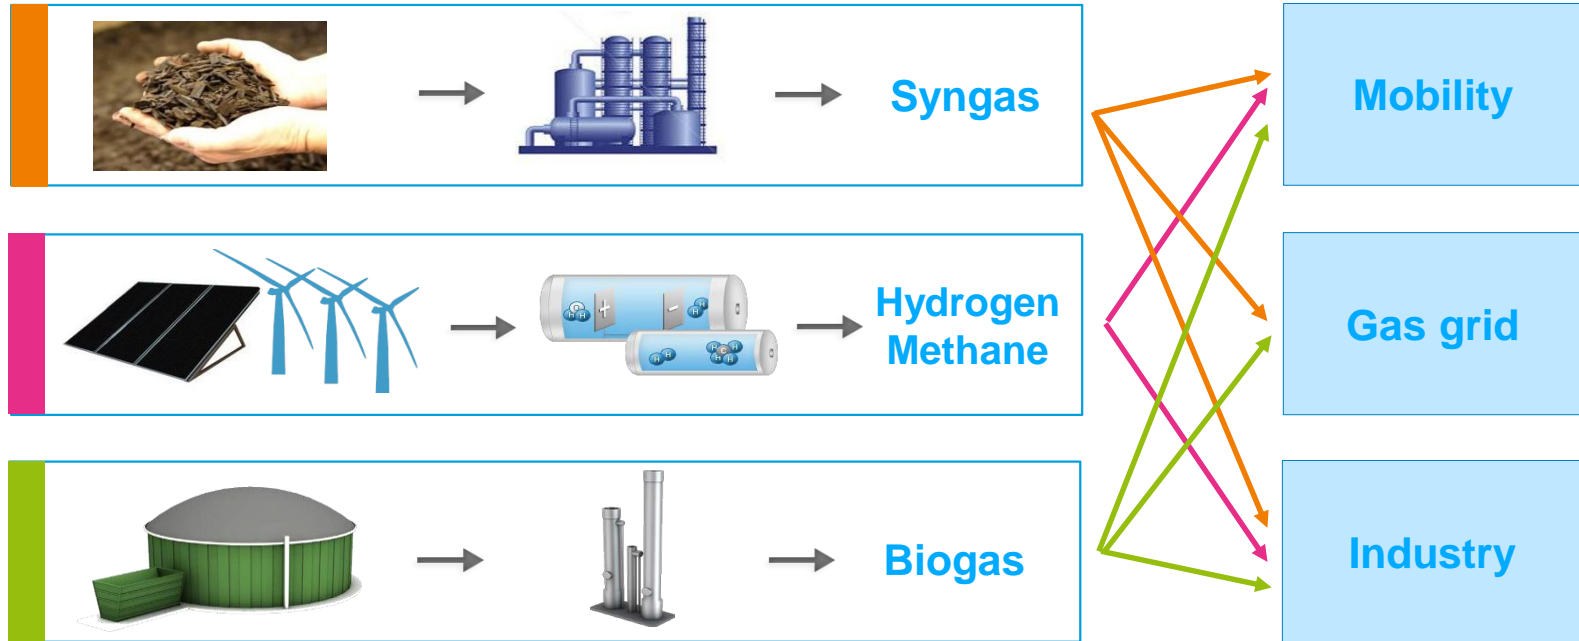 Syngas
Mobility
Hydrogen
Methane
Gas grid
O
H H
+
-
H
H
H H
H H
C
H H
Biogas
Industry